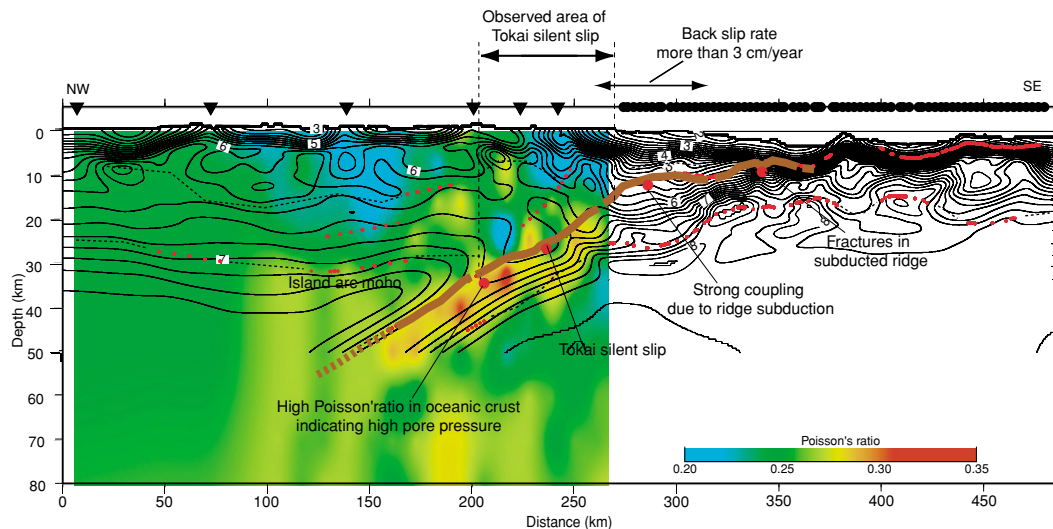 Observed area of
Tokai silent slip
Back slip rate
more than 3 cm/year
NW
SE
0
10
20
30
40
50
60
70
80
Depth (km)
3
5
6
6
6
7
3
4
6
Island arc moho
Fractures in
subducted ridge
Strong coupling
due to ridge subduction
Tokai silent slip
High Poisson'ratio in oceanic crust
indicating high pore pressure
Poisson's ratio
0.20
0.25
0.30
0.35
0
50
100
150
200
250
300
350
400
450
Distance (km)